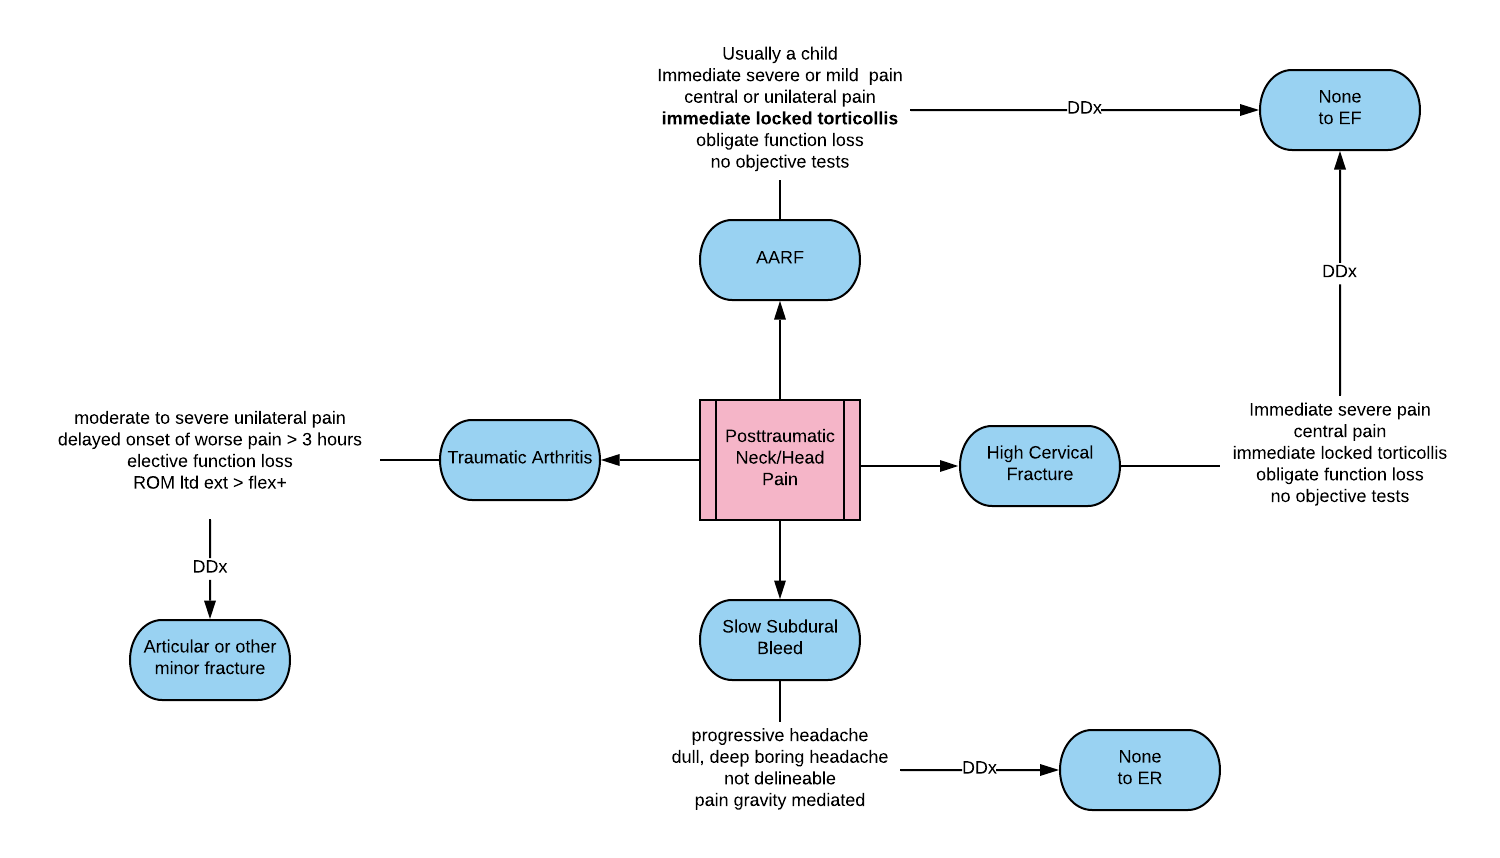 Usually a child
Immediate severe or mild pain
central or unilateral pain
immediate locked torticollis
obligate function loss
no objective tests
DDx
None
to EF
AARF
DDx
moderate to severe unilateral pain
delayed onset of worse pain > 3 hours
elective function loss
ROM ltd ext > flex+
Traumatic Arthritis
Posttraumatic
Neck/Head
Pain
High Cervical
Fracture
Immediate severe pain
central pain
immediate locked torticollis
obligate function loss
no objective tests
DDx
Articular or other
minor fracture
Slow Subdural
Bleed
progressive headache
dull, deep boring headache
not delineable
pain gravity mediated
DDx
None
to ER